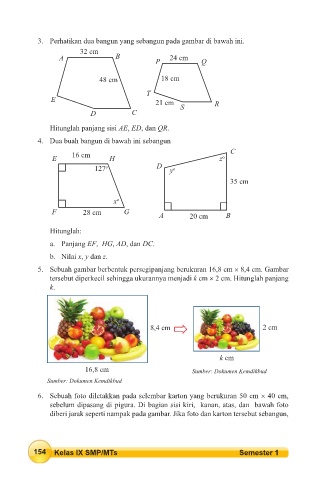 3. Perhatikan dua bangun yang sebangun pada gambar di bawah ini.
32 cm
A B
P 24 cm Q
48 cm 18 cm
T
E 21 cm S R
D C
Hitunglah panjang sisi AE, ED, dan QR.
4. Dua buah bangun di bawah ini sebangun
C
E 16 cm H zº
127º D yº
35 cm
xº
F 28 cm G A 20 cm B
Hitunglah:
a. Panjang EF, HG, AD, dan DC.
b. Nilai x, y dan z.
5. Sebuah gambar berbentuk persegipanjang berukuran 16,8 cm × 8,4 cm. Gambar
tersebut diperkecil sehingga ukurannya menjadi k cm × 2 cm. Hitunglah panjang
k.
8,4 cm 2 cm
k cm
16,8 cm Sumber: Dokumen Kemdikbud
Sumber: Dokumen Kemdikbud
6. Sebuah foto diletakkan pada selembar karton yang berukuran 50 cm × 40 cm,
sebelum dipasang di pigura. Di bagian sisi kiri, kanan, atas, dan bawah foto
diberi jarak seperti nampak pada gambar. Jika foto dan karton tersebut sebangun,
154 Kelas IX SMP/MTs Semester 1